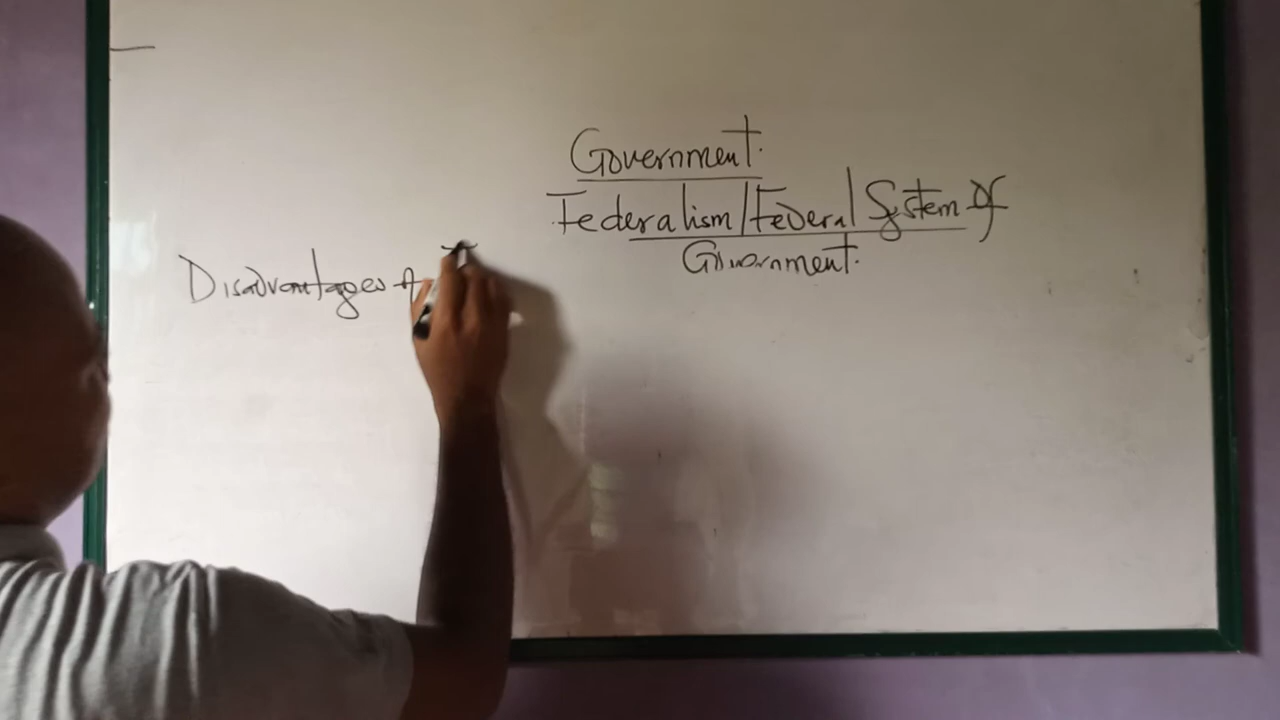 Government.
Federalism/Federal System Of
Government.
Disadvantages of